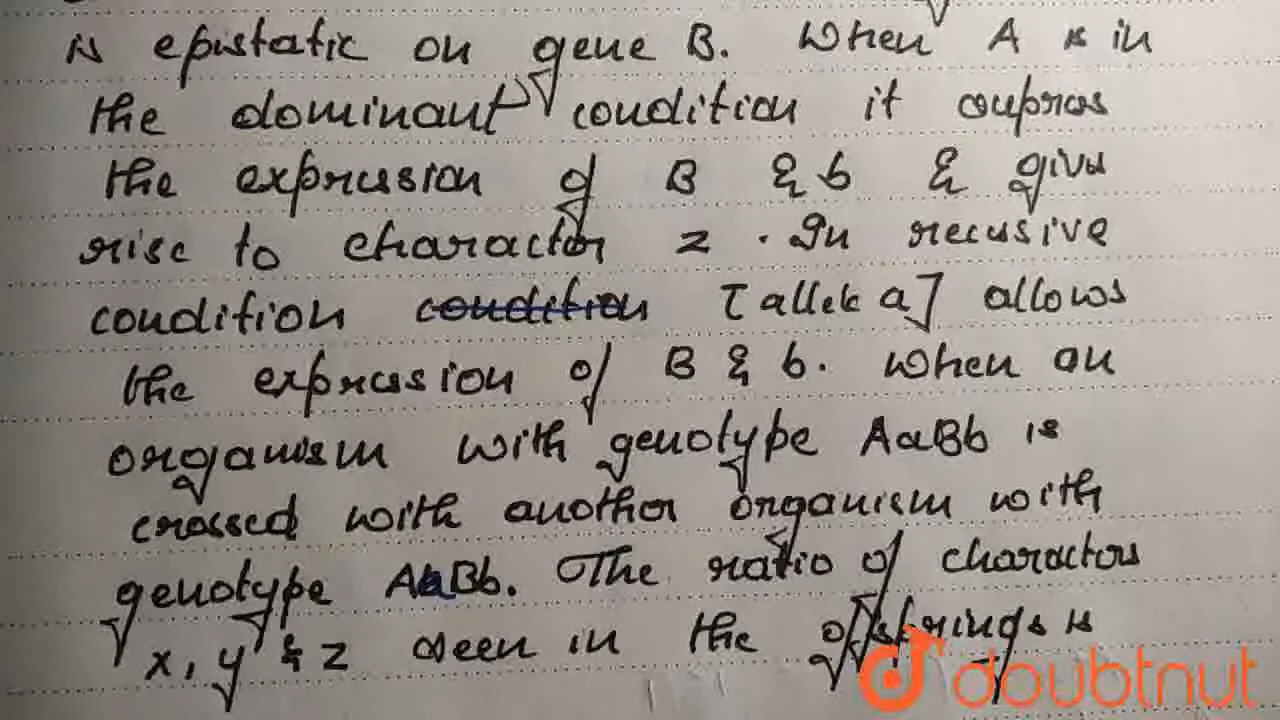 is epistatic on gene B. When A is in
the dominant condition it supress
the expression of B & b & gives
rise to character z . In recessive
condition condition [allele a] allows
the expression of B & b. When an
organism with genotype AaBb is
crossed with another organism with
genotype AaBb. The ratio of characters
x, y & z seen in the offsprings is
doubtnut